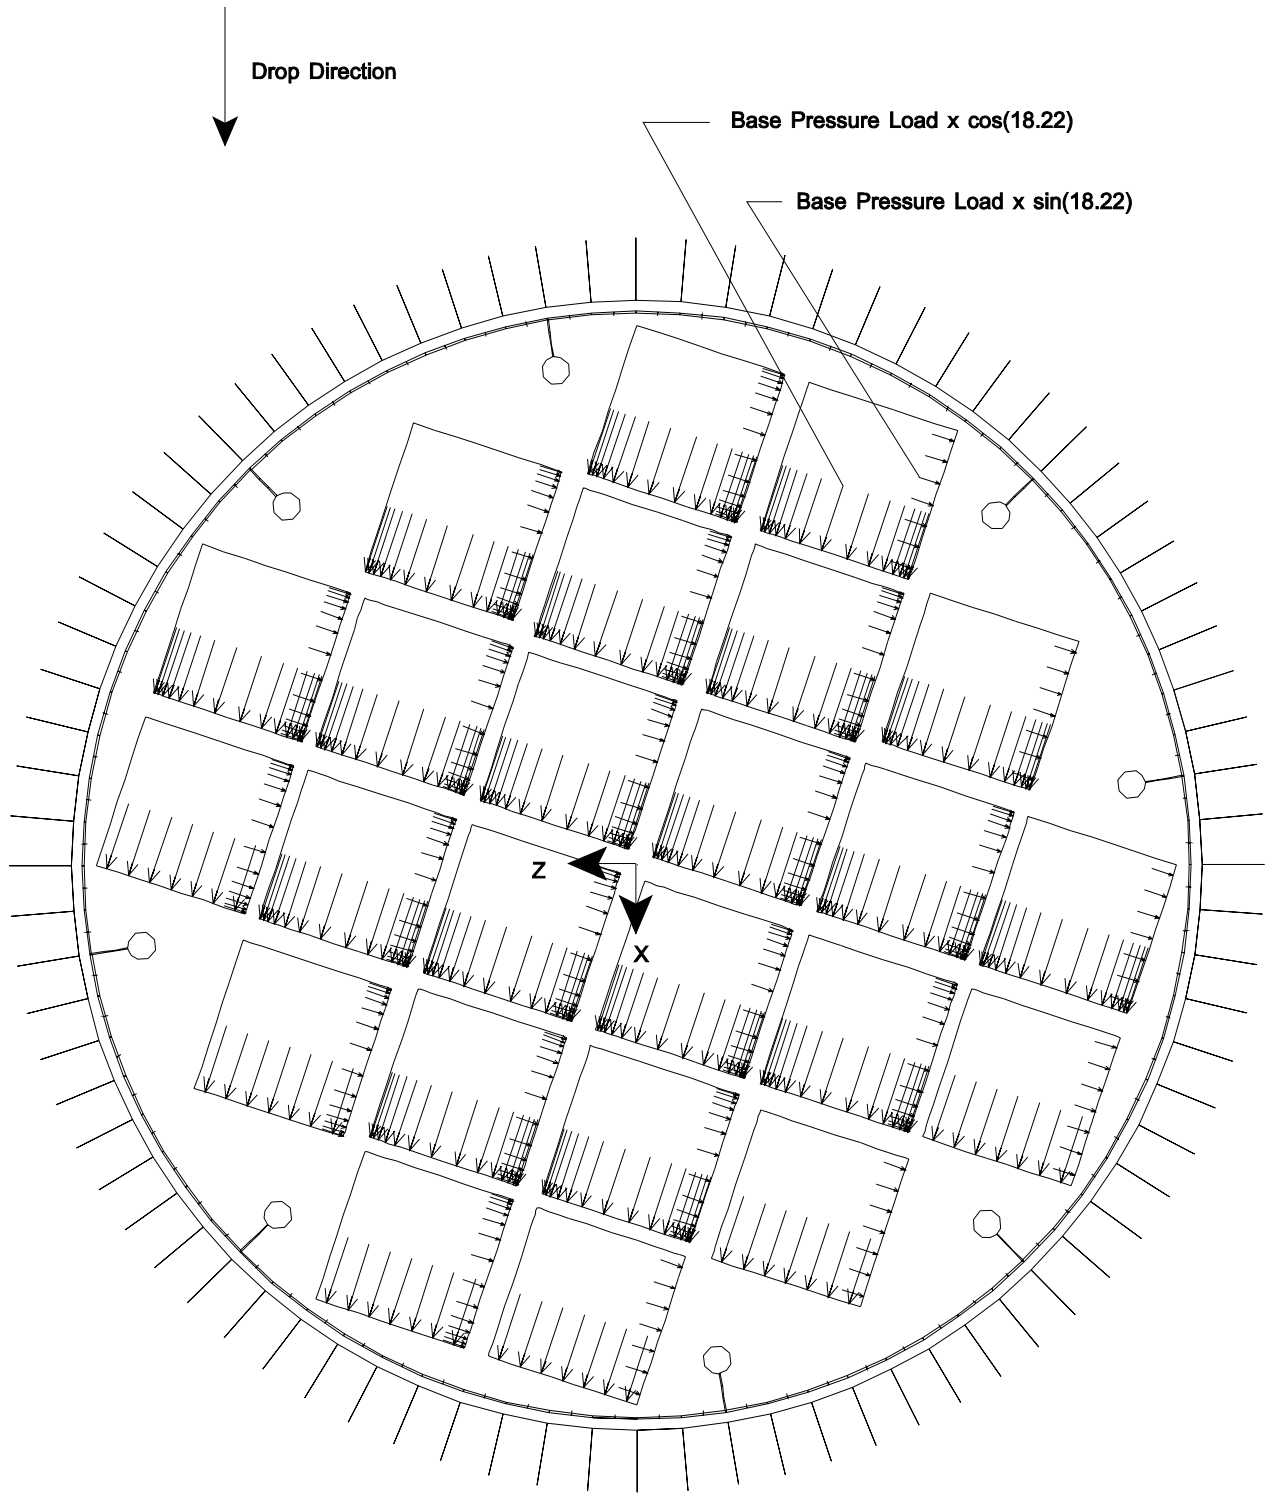 Drop Direction
Base Pressure Load x cos(18.22)
Base Pressure Load x sin(18.22)
Z
X